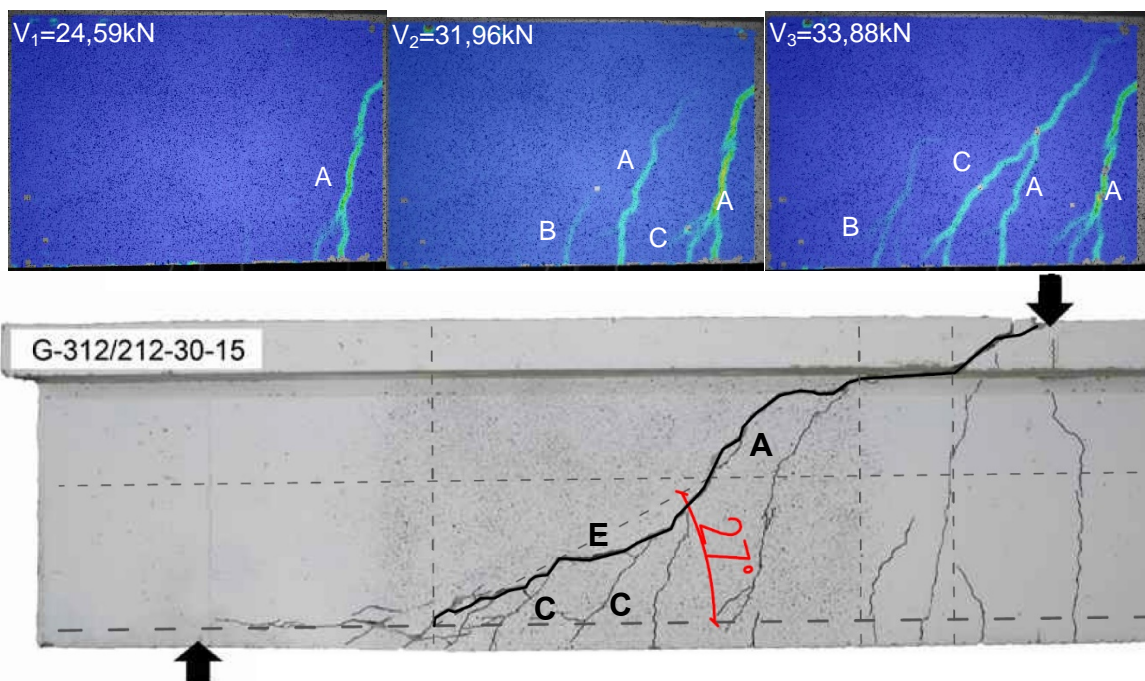 V₁=24,59kN
V₂=31,96kN
V₃=33,88kN
A
A
B
C
A
C
A
A
B
G-312/212-30-15
A
E
27°
C
C